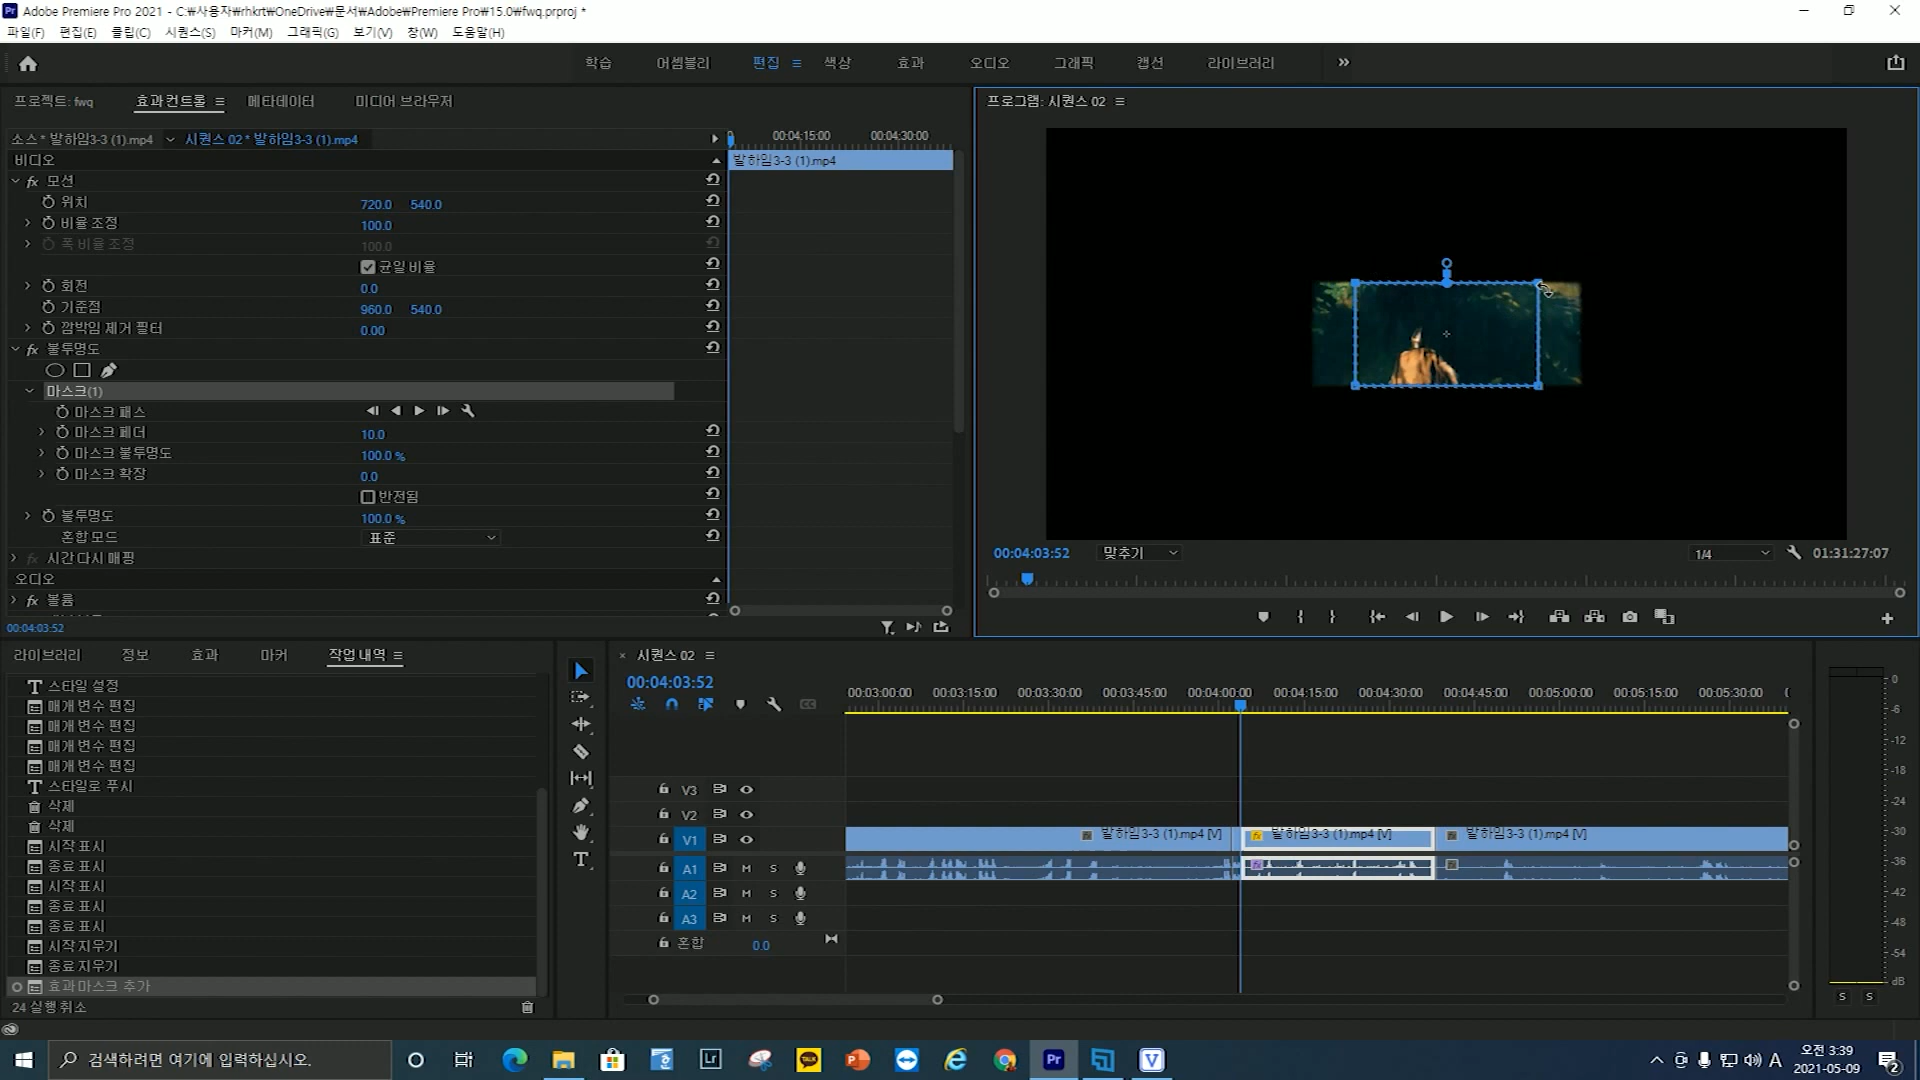 Adobe Premiere Pro 2021 - C:₩사용자₩rhkrt₩OneDrive₩문서₩Adobe₩Premiere Pro₩15.0₩fwq.prproj *
파일(F) 편집(E) 클립(C) 시퀀스(S) 마커(M) 그래픽(G) 보기(V) 창(W) 도움말(H)
학습 어셈블리 편집 색상 효과 오디오 그래픽 캡션 라이브러리
프로젝트: fwq 효과 컨트롤 메타데이터 미디어 브라우저
소스 * 발하임3-3 (1).mp4 시퀀스 02 * 발하임3-3 (1).mp4
00:04:15:00 00:04:30:00
비디오
발하임3-3 (1).mp4
fx 모션
위치 720.0 540.0
비율 조정 100.0
폭 비율 조정 100.0
균일 비율
회전 0.0
기준점 960.0 540.0
깜박임 제거 필터 0.00
fx 불투명도
마스크(1)
마스크 패스
마스크 페더 10.0
마스크 불투명도 100.0 %
마스크 확장 0.0
반전됨
불투명도 100.0 %
혼합 모드 표준
fx 시간 다시 매핑
오디오
fx 볼륨
00:04:03:52
프로그램: 시퀀스 02
00:04:03:52 맞추기 1/4 01:31:27:07
라이브러리 정보 효과 마커 작업 내역
스타일 설정
매개 변수 편집
매개 변수 편집
매개 변수 편집
매개 변수 편집
스타일로 푸시
삭제
삭제
시작 표시
종료 표시
시작 표시
종료 표시
종료 표시
시작 지우기
종료 지우기
효과 마스크 추가
24 실행 취소
시퀀스 02
00:04:03:52
00:03:00:00 00:03:15:00 00:03:30:00 00:03:45:00 00:04:00:00 00:04:15:00 00:04:30:00 00:04:45:00 00:05:00:00 00:05:15:00 00:05:30:00
V3
V2
V1
발하임3-3 (1).mp4 [V] 발하임3-3 (1).mp4 [V] 발하임3-3 (1).mp4 [V]
A1 M S
A2 M S
A3 M S
혼합 0.0
0
-6
-12
-18
-24
-30
-36
-42
-48
-54
dB
S S
검색하려면 여기에 입력하십시오.
Lr
TALK
Pr
V
A
오전 3:39
2021-05-09
2